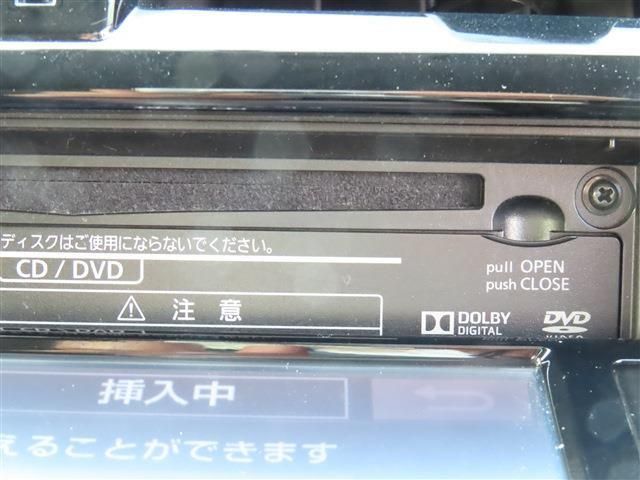 ディスクはご使用にならないでください。
CD / DVD
pull OPEN
push CLOSE
⚠ 注意
DOLBY
DIGITAL
DVD
VIDEO
挿入中
えることができます